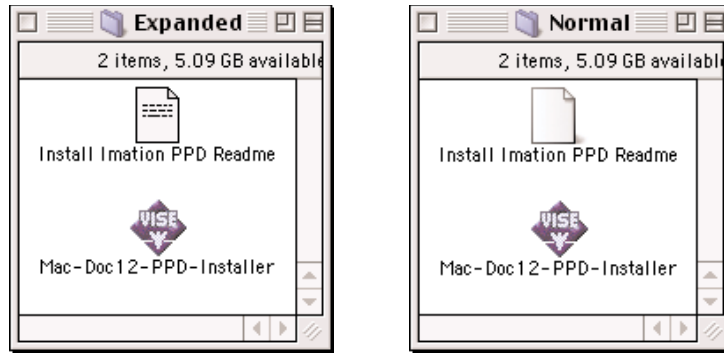 Expanded
2 items, 5.09 GB available
Install Imation PPD Readme
VISE
Mac-Doc12-PPD-Installer
Normal
2 items, 5.09 GB availabl
Install Imation PPD Readme
VISE
Mac-Doc12-PPD-Installer